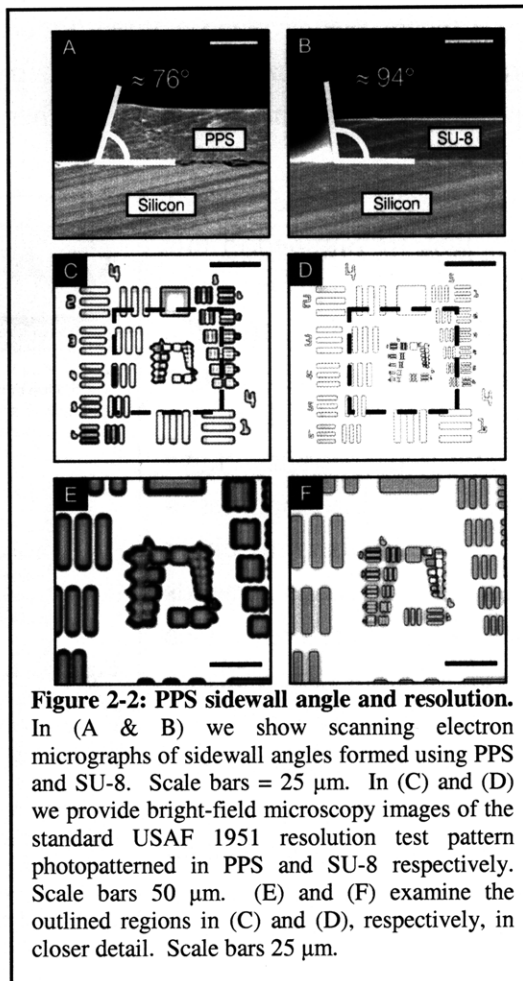 A
B
≈ 76°
≈ 94°
PPS
SU-8
Silicon
Silicon
C
D
E
F
Figure 2-2: PPS sidewall angle and resolution.
In (A & B) we show scanning electron
micrographs of sidewall angles formed using PPS
and SU-8. Scale bars = 25 μm. In (C) and (D)
we provide bright-field microscopy images of the
standard USAF 1951 resolution test pattern
photopatterned in PPS and SU-8 respectively.
Scale bars 50 μm. (E) and (F) examine the
outlined regions in (C) and (D), respectively, in
closer detail. Scale bars 25 μm.